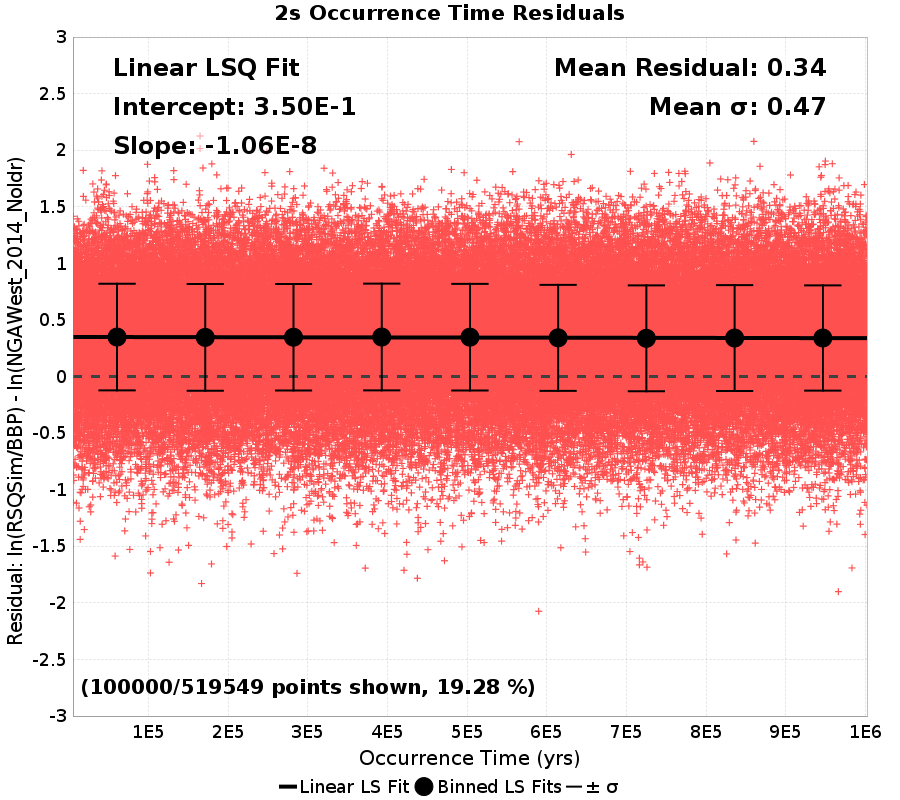 2s Occurrence Time Residuals
Linear LSQ Fit
Intercept: 3.50E-1
Slope: -1.06E-8
Mean Residual: 0.34
Mean σ: 0.47
Residual: ln(RSQSim/BBP) - ln(NGAWest_2014_NoIdr)
3
2.5
2
1.5
1
0.5
0
-0.5
-1
-1.5
-2
-2.5
-3
(100000/519549 points shown, 19.28 %)
1E5 2E5 3E5 4E5 5E5 6E5 7E5 8E5 9E5 1E6
Occurrence Time (yrs)
Linear LS Fit Binned LS Fits ± σ